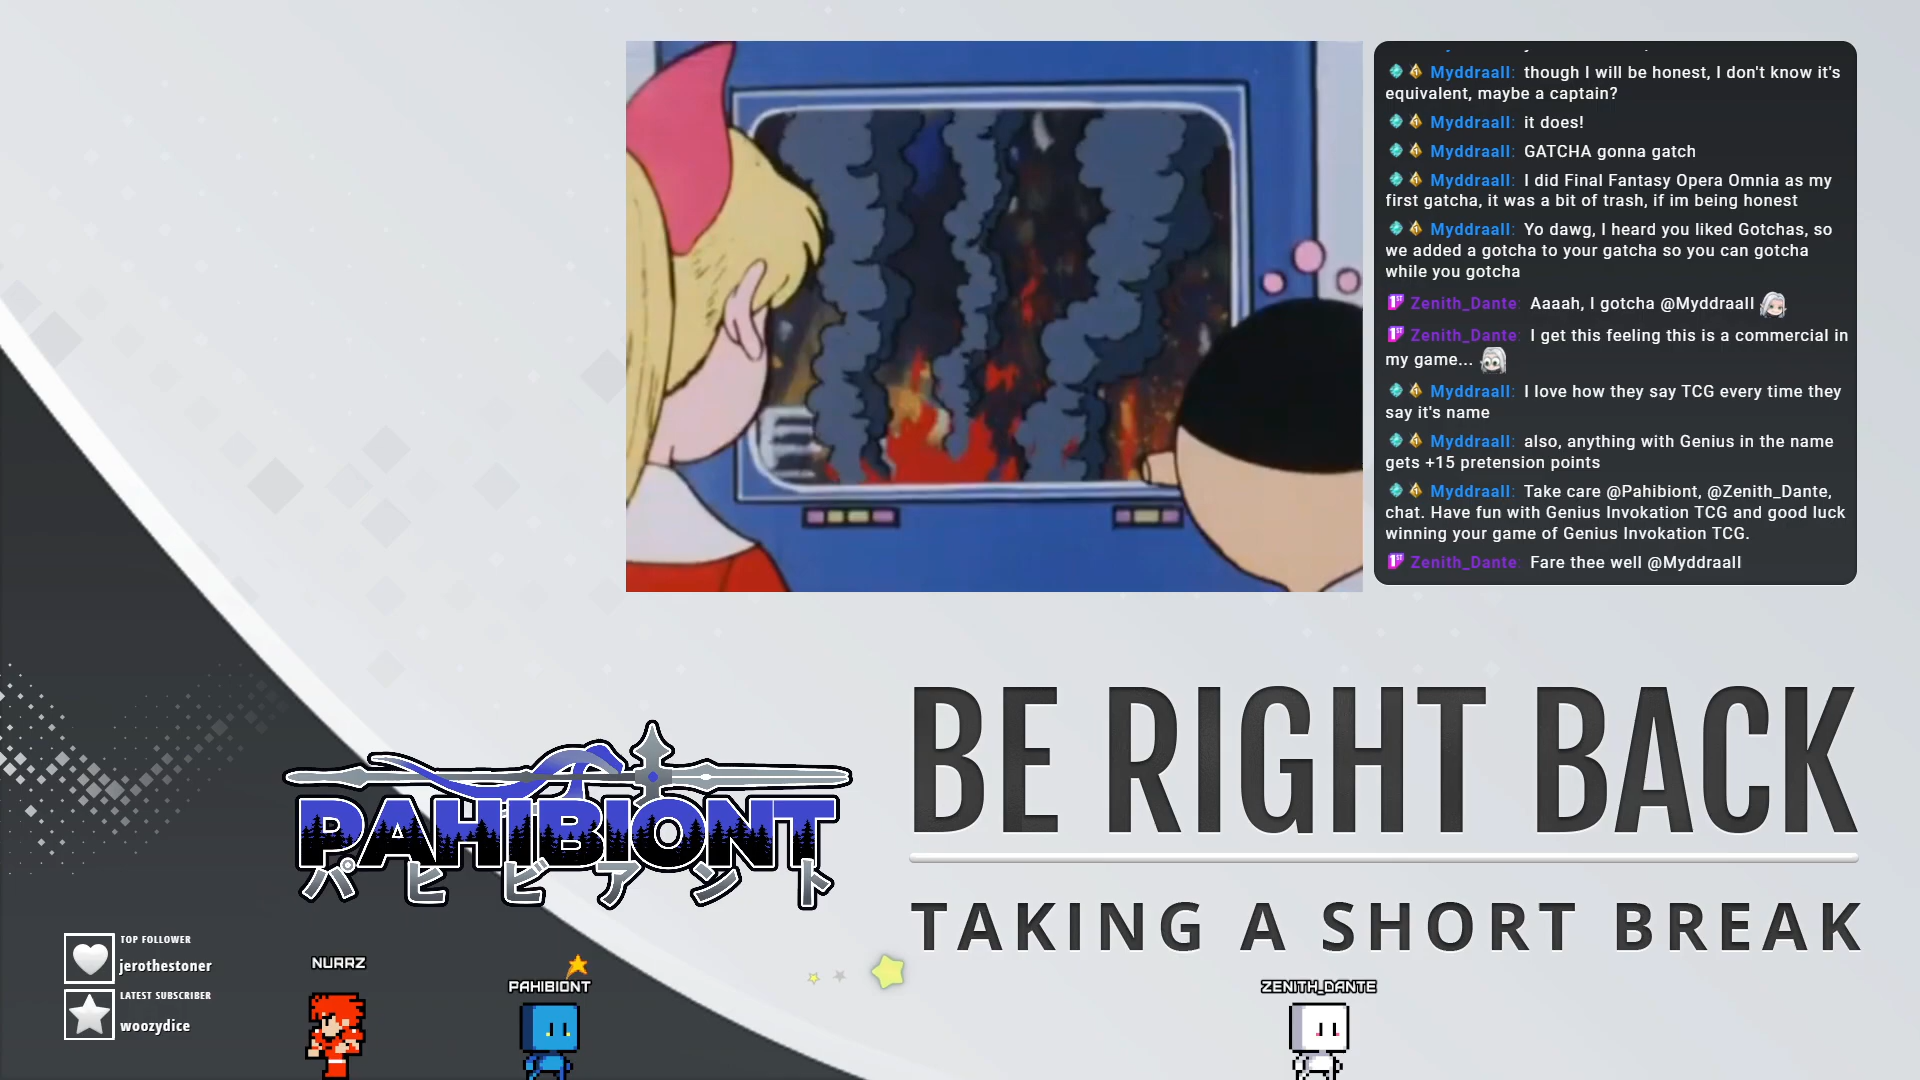 Myddraall: though I will be honest, I don't know it's
equivalent, maybe a captain?
Myddraall: it does!
Myddraall: GATCHA gonna gatch
Myddraall: I did Final Fantasy Opera Omnia as my
first gatcha, it was a bit of trash, if im being honest
Myddraall: Yo dawg, I heard you liked Gotchas, so
we added a gotcha to your gatcha so you can gotcha
while you gotcha
Zenith_Dante: Aaaah, I gotcha @Myddraall
Zenith_Dante: I get this feeling this is a commercial in
my game...
Myddraall: I love how they say TCG every time they
say it's name
Myddraall: also, anything with Genius in the name
gets +15 pretension points
Myddraall: Take care @Pahibiont, @Zenith_Dante,
chat. Have fun with Genius Invokation TCG and good luck
winning your game of Genius Invokation TCG.
Zenith_Dante: Fare thee well @Myddraall
BE RIGHT BACK
TAKING A SHORT BREAK
PAHIBIONT
パヒビアント
TOP FOLLOWER
jerothestoner
LATEST SUBSCRIBER
woozydice
NURRZ
PAHIBIONT
ZENITH_DANTE